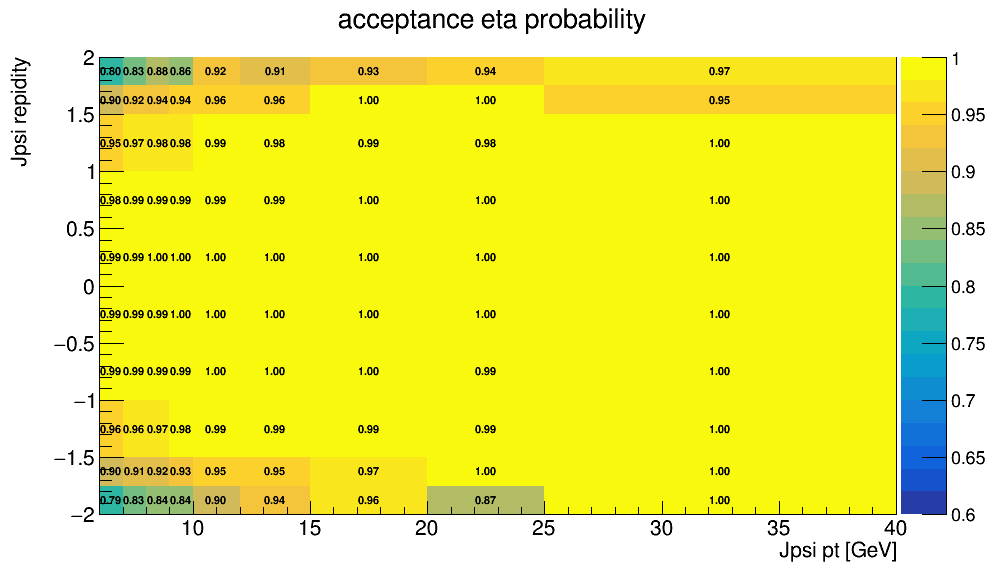 acceptance eta probability
Jpsi repidity
2
1.5
1
0.5
0
−0.5
−1
−1.5
−2
0.80 0.83 0.88 0.86 0.92 0.91 0.93 0.94 0.97
0.90 0.92 0.94 0.94 0.96 0.96 1.00 1.00 0.95
0.95 0.97 0.98 0.98 0.99 0.98 0.99 0.98 1.00
0.98 0.99 0.99 0.99 0.99 0.99 1.00 1.00 1.00
0.99 0.99 1.00 1.00 1.00 1.00 1.00 1.00 1.00
0.99 0.99 0.99 1.00 1.00 1.00 1.00 1.00 1.00
0.99 0.99 0.99 0.99 1.00 1.00 1.00 0.99 1.00
0.96 0.96 0.97 0.98 0.99 0.99 0.99 0.99 1.00
0.90 0.91 0.92 0.93 0.95 0.95 0.97 1.00 1.00
0.79 0.83 0.84 0.84 0.90 0.94 0.96 0.87 1.00
10 15 20 25 30 35 40
Jpsi pt [GeV]
1
0.95
0.9
0.85
0.8
0.75
0.7
0.65
0.6